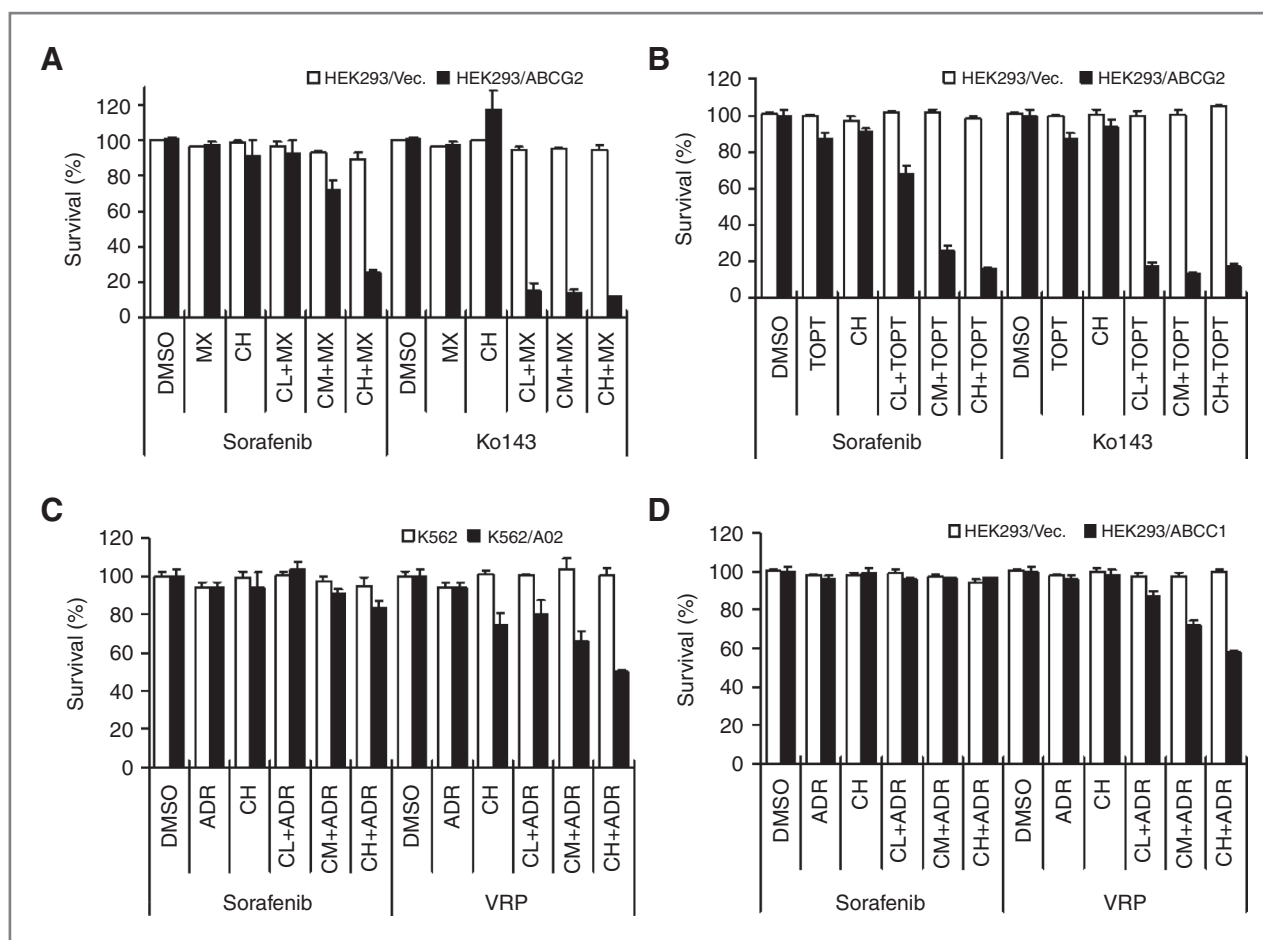 A
HEK293/Vec. HEK293/ABCG2
Survival (%)
120
100
80
60
40
20
0
DMSO
MX
CH
CL+MX
CM+MX
CH+MX
DMSO
MX
CH
CL+MX
CM+MX
CH+MX
Sorafenib Ko143
B
HEK293/Vec. HEK293/ABCG2
Survival (%)
120
100
80
60
40
20
0
DMSO
TOPT
CH
CL+TOPT
CM+TOPT
CH+TOPT
DMSO
TOPT
CH
CL+TOPT
CM+TOPT
CH+TOPT
Sorafenib Ko143
C
K562 K562/A02
Survival (%)
120
100
80
60
40
20
0
DMSO
ADR
CH
CL+ADR
CM+ADR
CH+ADR
DMSO
ADR
CH
CL+ADR
CM+ADR
CH+ADR
Sorafenib VRP
D
HEK293/Vec. HEK293/ABCC1
Survival (%)
120
100
80
60
40
20
0
DMSO
ADR
CH
CL+ADR
CM+ADR
CH+ADR
DMSO
ADR
CH
CL+ADR
CM+ADR
CH+ADR
Sorafenib VRP